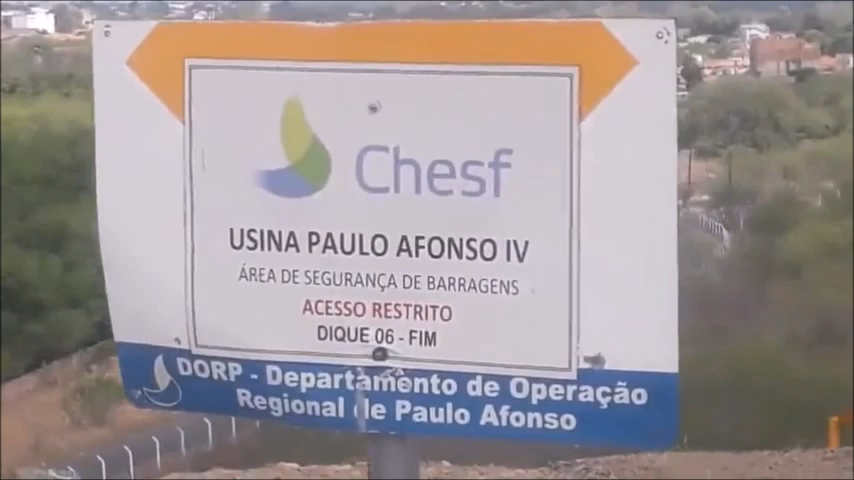 Chesf
USINA PAULO AFONSO IV
ÁREA DE SEGURANÇA DE BARRAGENS
ACESSO RESTRITO
DIQUE 06 - FIM
DORP - Departamento de Operação
Regional de Paulo Afonso